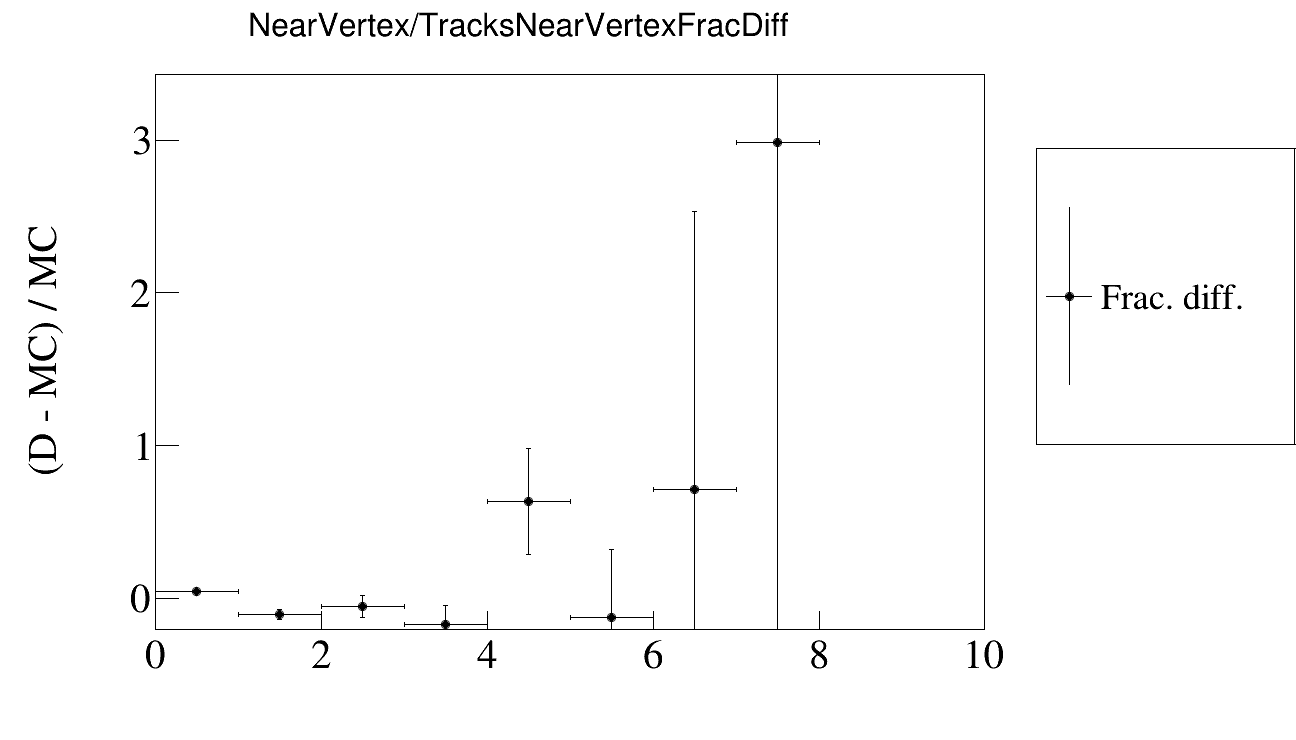 NearVertex/TracksNearVertexFracDiff
(D - MC) / MC
3
2
1
0
0 2 4 6 8 10
Frac. diff.